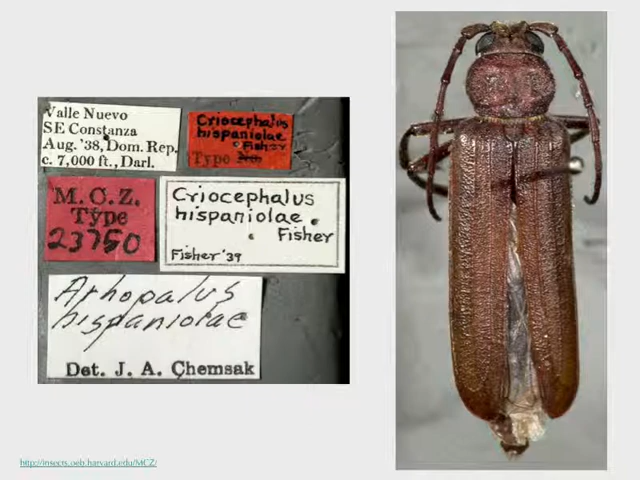 Valle Nuevo
SE Constanza
Aug. '38, Dom. Rep.
c. 7,000 ft., Darl.
Criocephalus
hispaniolae
Fisher
Type No.
M.C.Z.
Type
23750
Criocephalus
hispaniolae.
Fisher
Fisher '39
Arhopalus
hispaniolae
Det. J. A. Chemsak
http://insects.oeb.harvard.edu/MCZ/